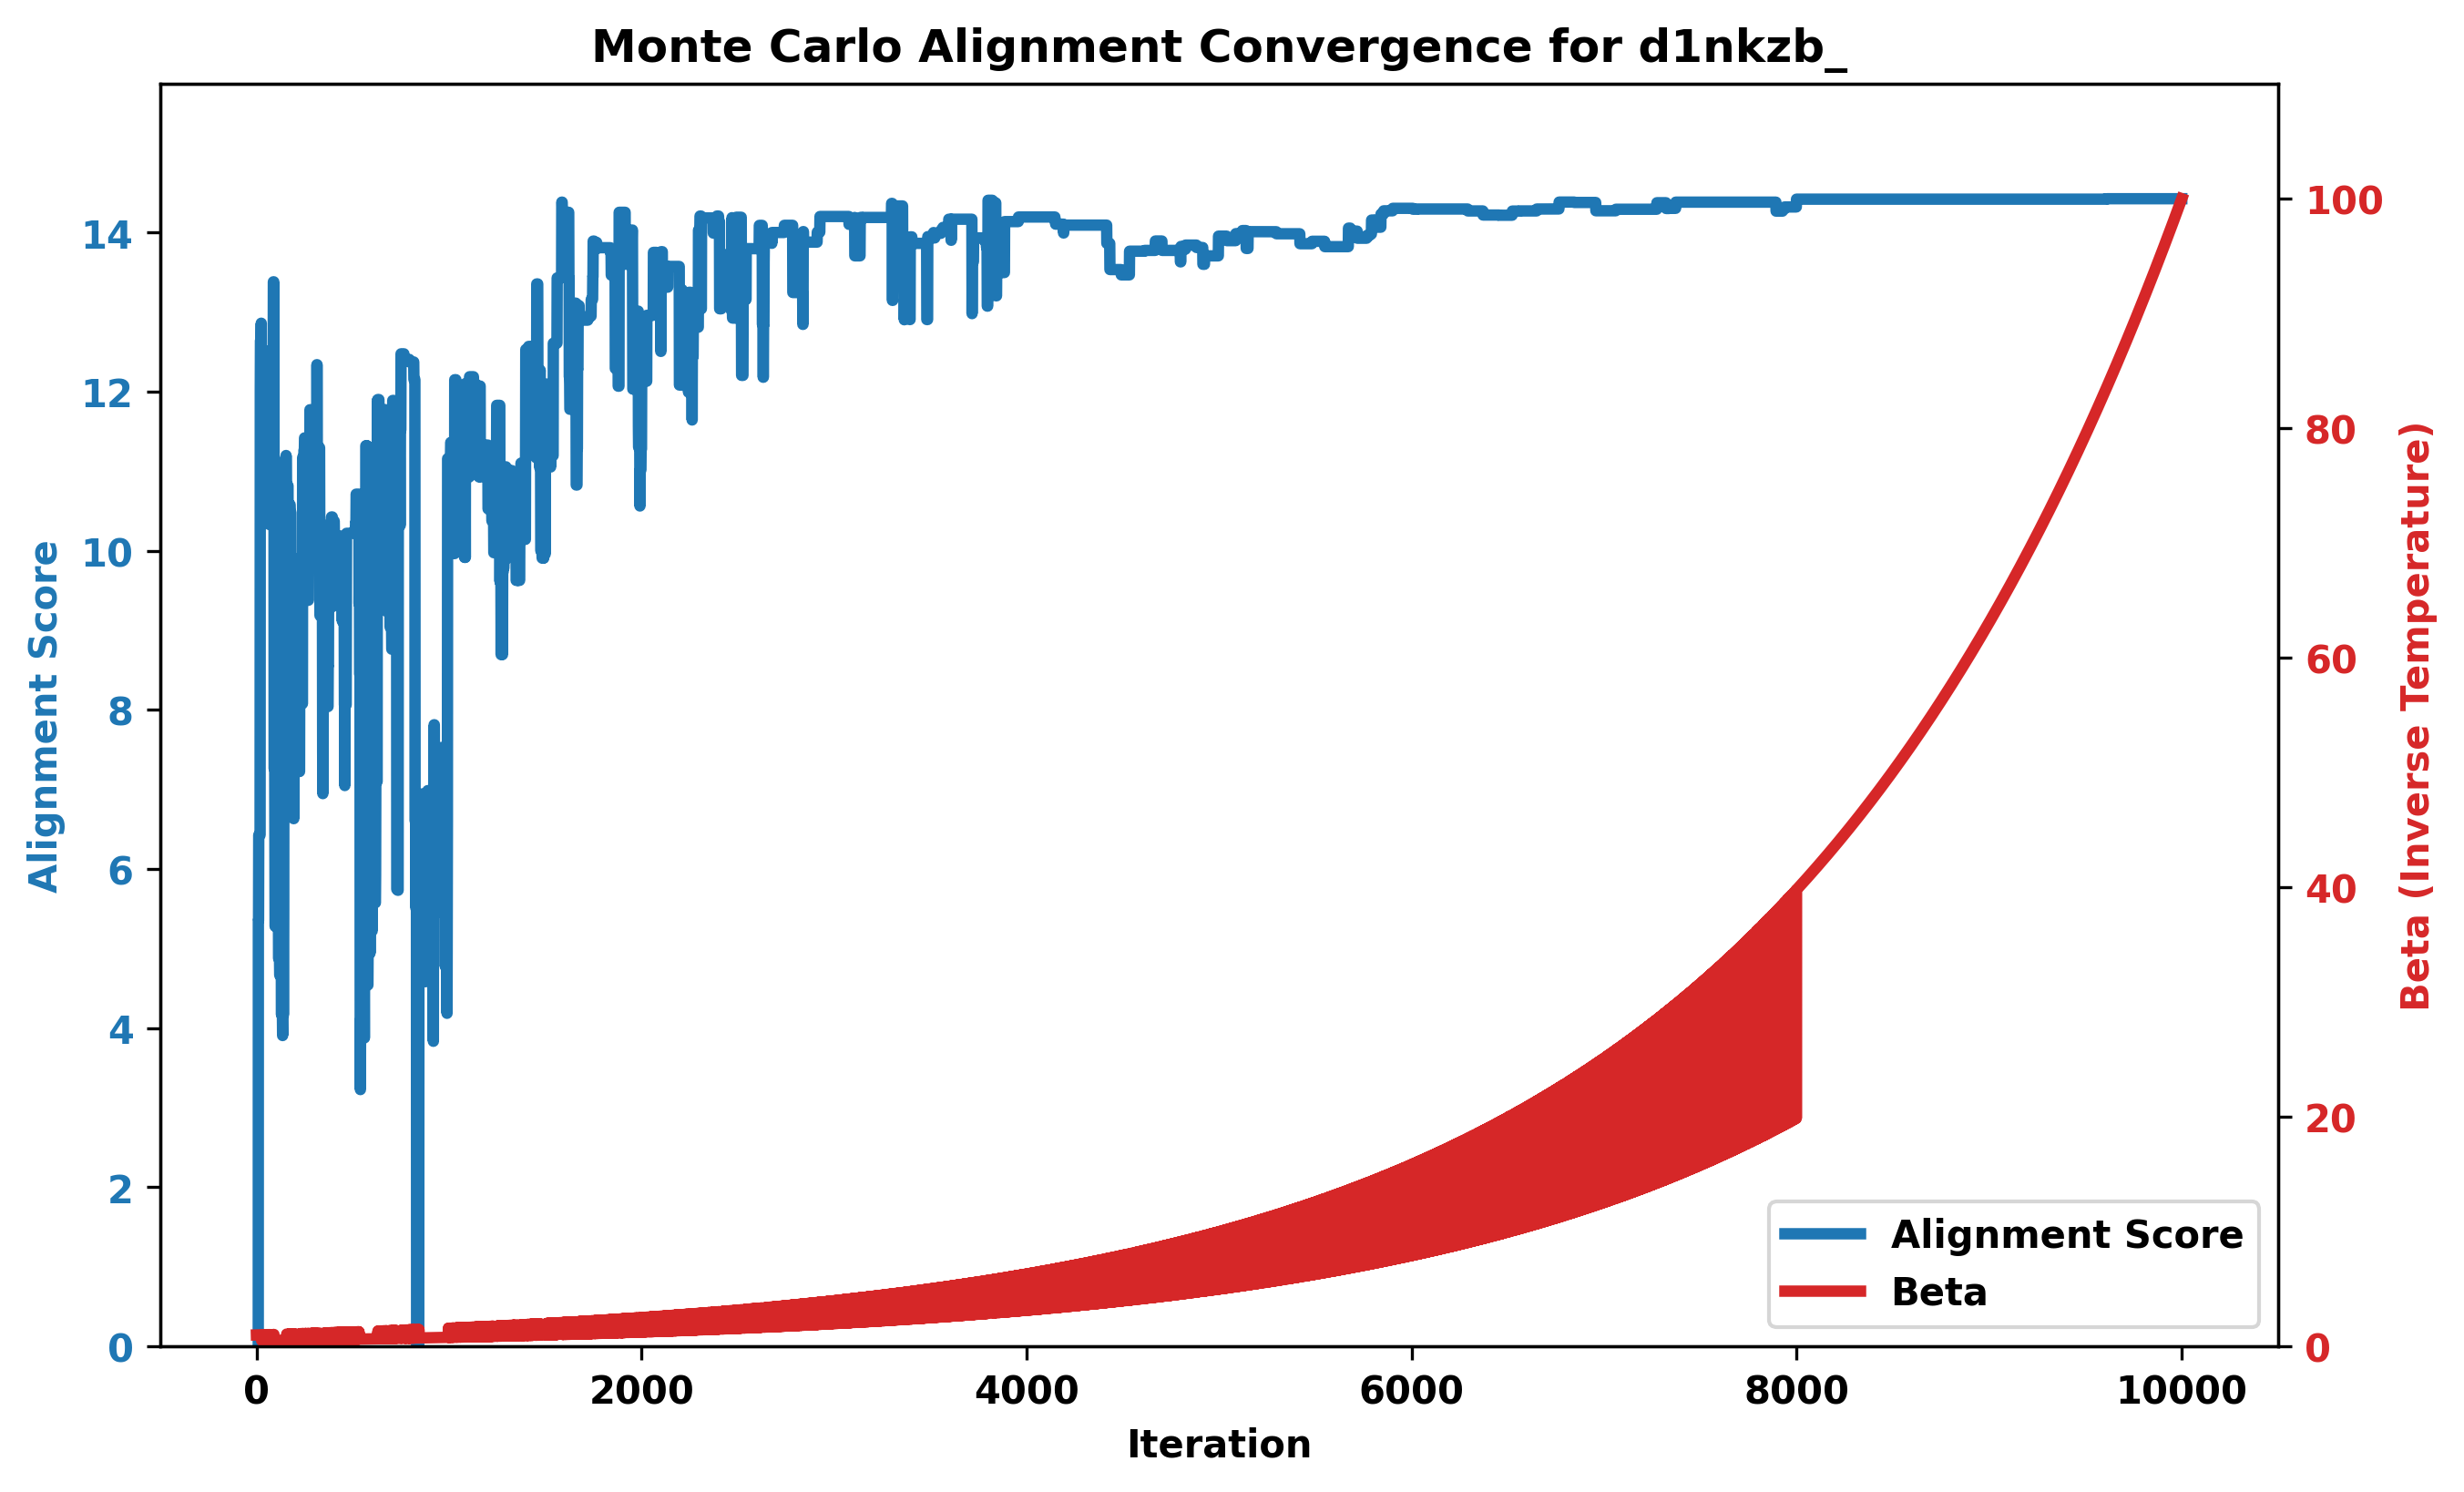 Monte Carlo Alignment Convergence for d1nkzb_
Alignment Score
14
12
10
8
6
4
2
0
100
80
60
40
20
0
Beta (Inverse Temperature)
Alignment Score
Beta
0 2000 4000 6000 8000 10000
Iteration